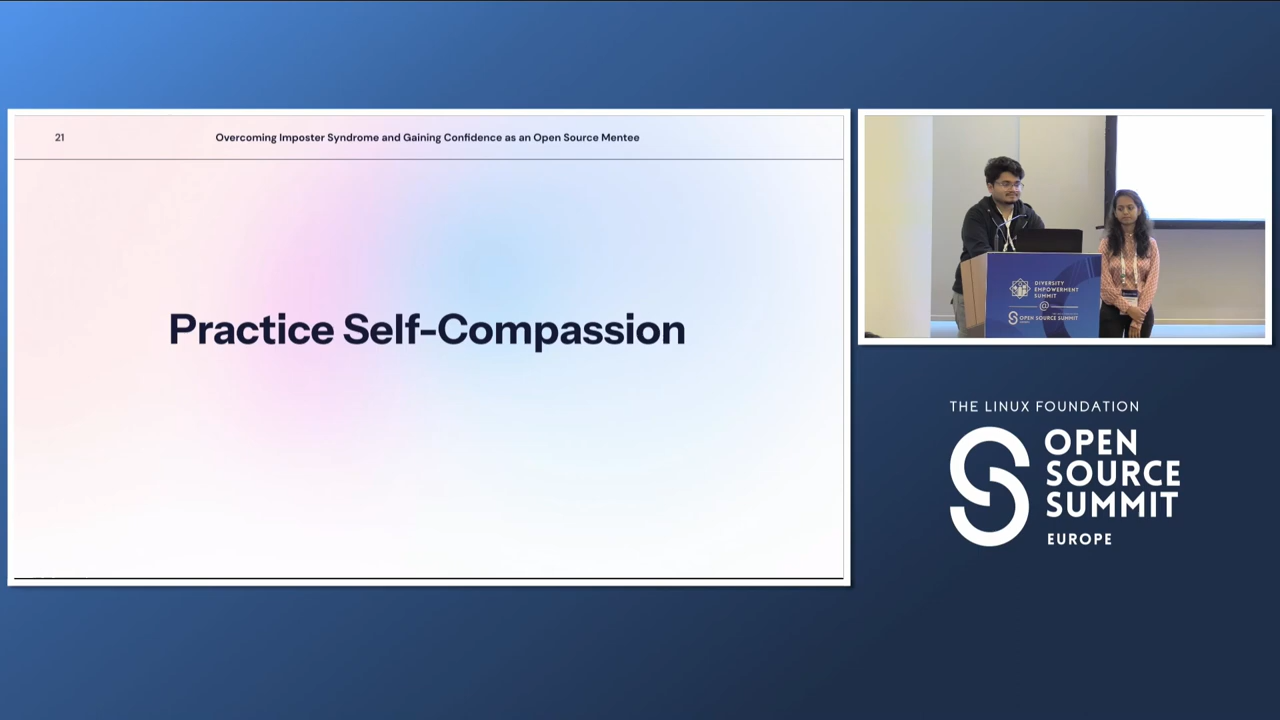 21
Overcoming Imposter Syndrome and Gaining Confidence as an Open Source Mentee
Practice Self-Compassion
DIVERSITY
EMPOWERMENT
SUMMIT
@
OPEN SOURCE SUMMIT
THE LINUX FOUNDATION
OPEN
SOURCE
SUMMIT
EUROPE